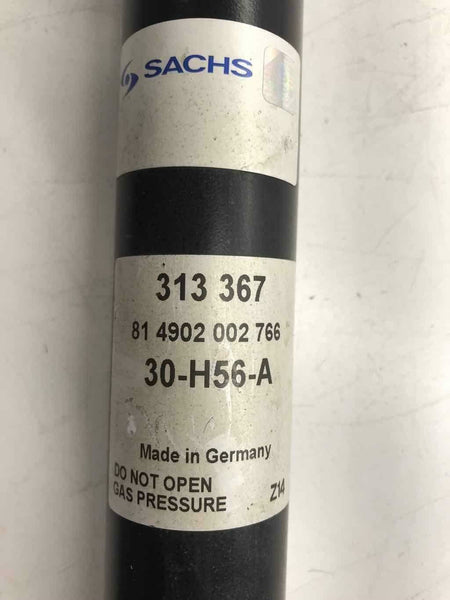 SACHS
313 367
81 4902 002 766
30-H56-A
Made in Germany
DO NOT OPEN
GAS PRESSURE Z14